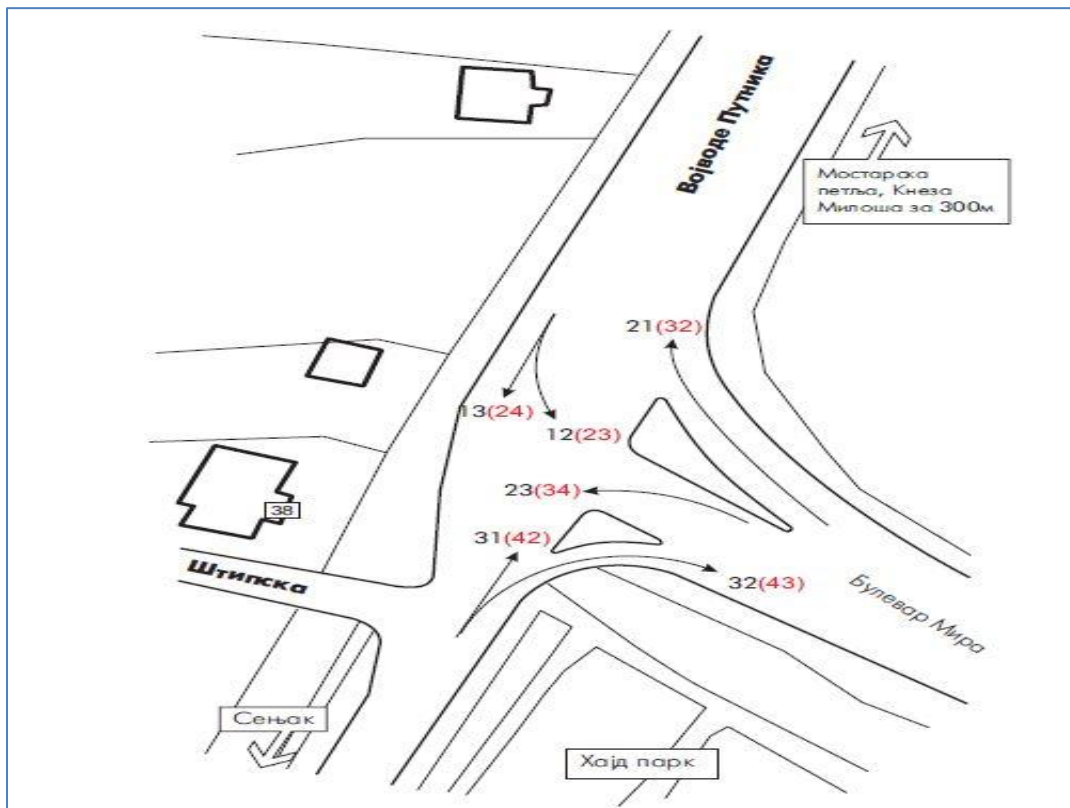 Војводе Путника
Мостарска
петља, Кнеза
Милоша за 300м
21(32)
13(24)
12(23)
23(34)
38
31(42)
Штипска
32(43)
Булевар Мира
Сењак
Хајд парк